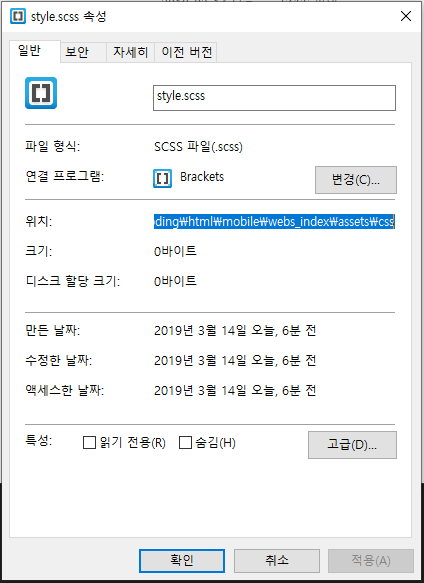 style.scss 속성
일반 보안 자세히 이전 버전
style.scss
파일 형식: SCSS 파일(.scss)
연결 프로그램: Brackets 변경(C)...
위치: ding₩html₩mobile₩webs_index₩assets₩css
크기: 0바이트
디스크 할당 크기: 0바이트
만든 날짜: 2019년 3월 14일 오늘, 6분 전
수정한 날짜: 2019년 3월 14일 오늘, 6분 전
액세스한 날짜: 2019년 3월 14일 오늘, 6분 전
특성: 읽기 전용(R) 숨김(H) 고급(D)...
확인 취소 적용(A)